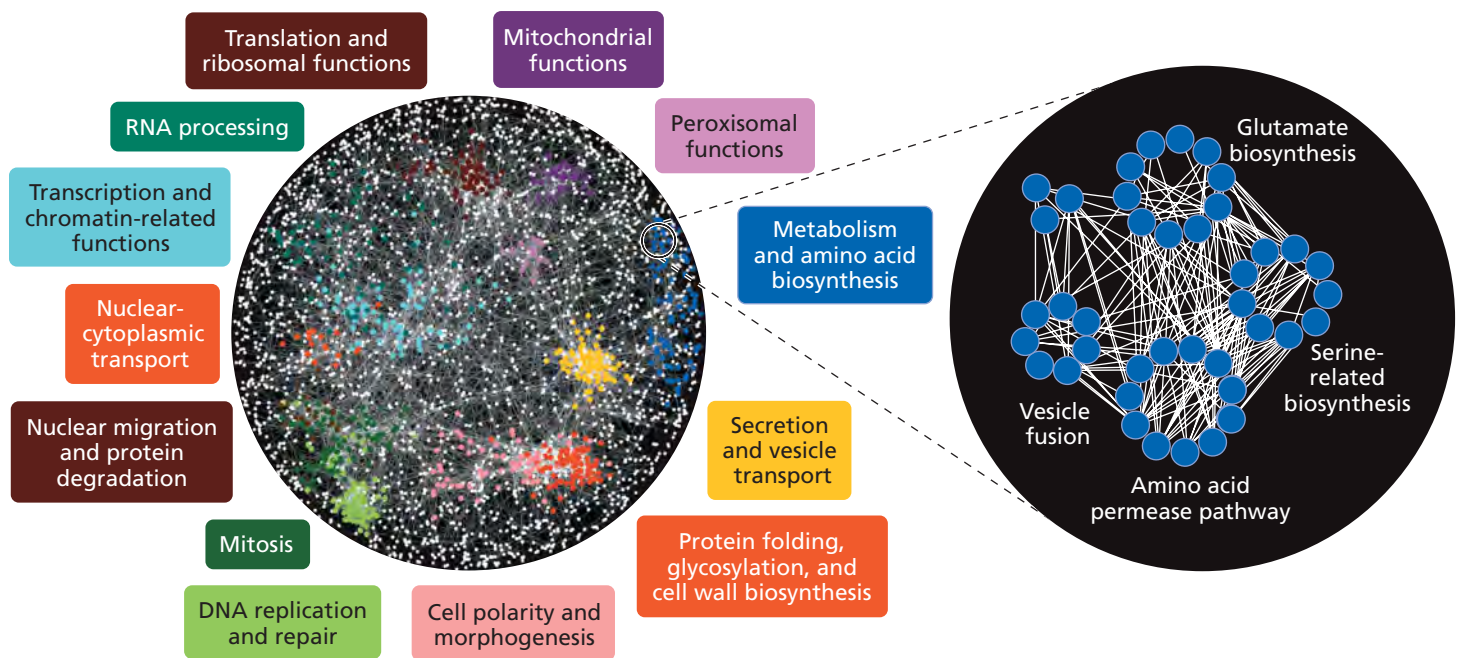 Translation and
ribosomal functions
Mitochondrial
functions
RNA processing
Peroxisomal
functions
Transcription and
chromatin-related
functions
Metabolism
and amino acid
biosynthesis
Nuclear-
cytoplasmic
transport
Nuclear migration
and protein
degradation
Secretion
and vesicle
transport
Mitosis
Protein folding,
glycosylation, and
cell wall biosynthesis
DNA replication
and repair
Cell polarity and
morphogenesis
Glutamate
biosynthesis
Serine-
related
biosynthesis
Vesicle
fusion
Amino acid
permease pathway